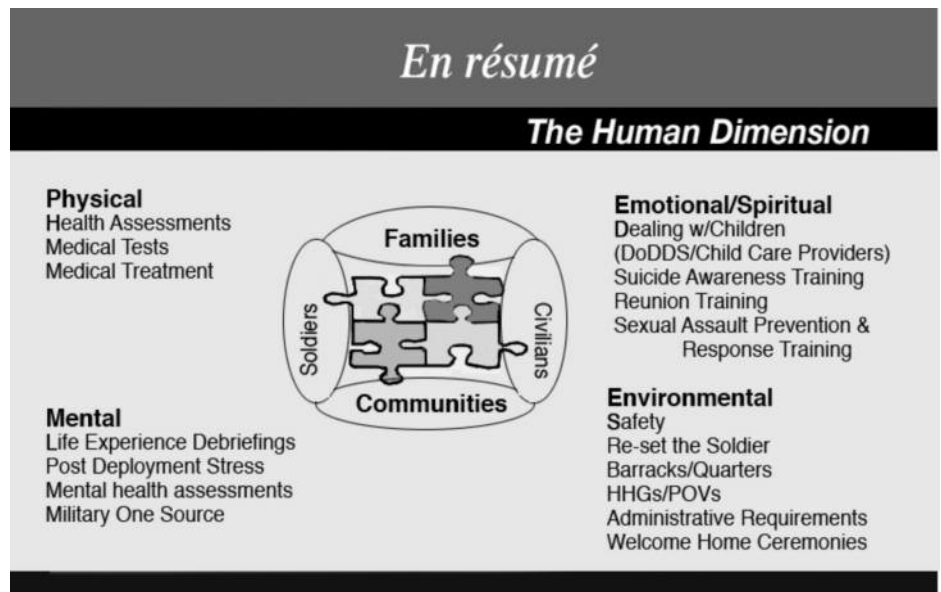 En résumé
The Human Dimension
Physical
Health Assessments
Medical Tests
Medical Treatment
Mental
Life Experience Debriefings
Post Deployment Stress
Mental health assessments
Military One Source
Families
Soldiers
Civilians
Communities
Emotional/Spiritual
Dealing w/Children
(DoDDS/Child Care Providers)
Suicide Awareness Training
Reunion Training
Sexual Assault Prevention &
Response Training
Environmental
Safety
Re-set the Soldier
Barracks/Quarters
HHGs/POVs
Administrative Requirements
Welcome Home Ceremonies